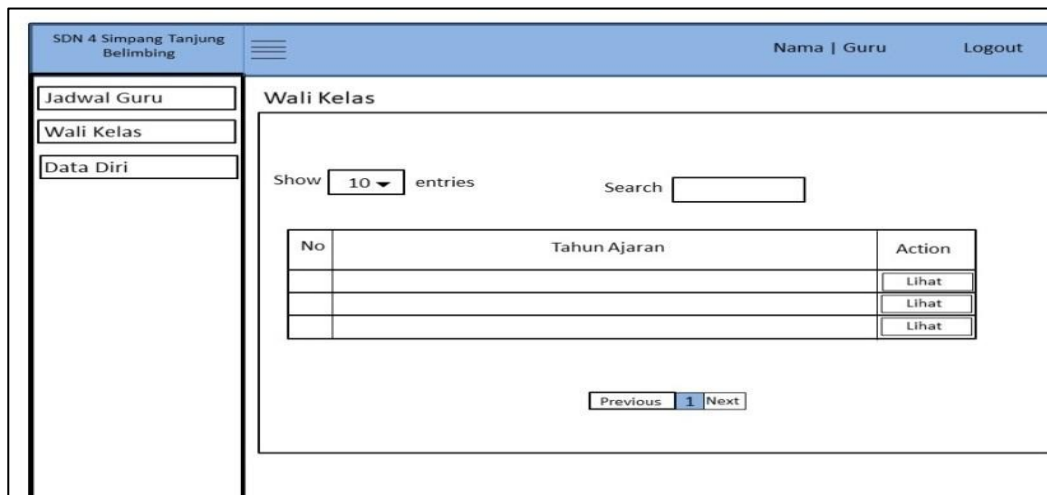 SDN 4 Simpang Tanjung
Belimbing
Nama | Guru Logout
Jadwal Guru
Wali Kelas
Data Diri
Wali Kelas
Show 10 entries Search
No Tahun Ajaran Action
Lihat
Lihat
Lihat
Previous 1 Next